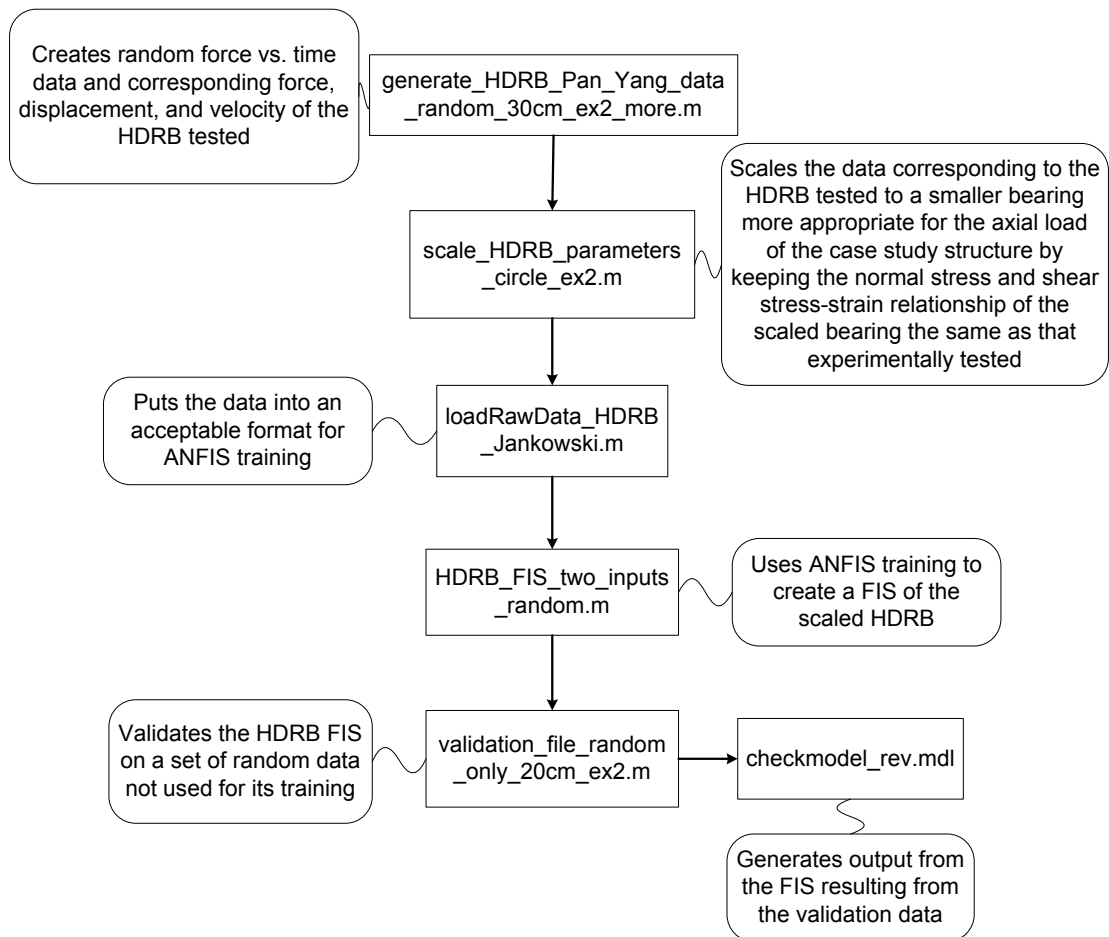 Creates random force vs. time
data and corresponding force,
displacement, and velocity of the
HDRB tested
generate_HDRB_Pan_Yang_data
_random_30cm_ex2_more.m
Scales the data corresponding to the
HDRB tested to a smaller bearing
more appropriate for the axial load
of the case study structure by
keeping the normal stress and shear
stress-strain relationship of the
scaled bearing the same as that
experimentally tested
scale_HDRB_parameters
_circle_ex2.m
Puts the data into an
acceptable format for
ANFIS training
loadRawData_HDRB
_Jankowski.m
HDRB_FIS_two_inputs
_random.m
Uses ANFIS training to
create a FIS of the
scaled HDRB
Validates the HDRB FIS
on a set of random data
not used for its training
validation_file_random
_only_20cm_ex2.m
checkmodel_rev.mdl
Generates output from
the FIS resulting from
the validation data